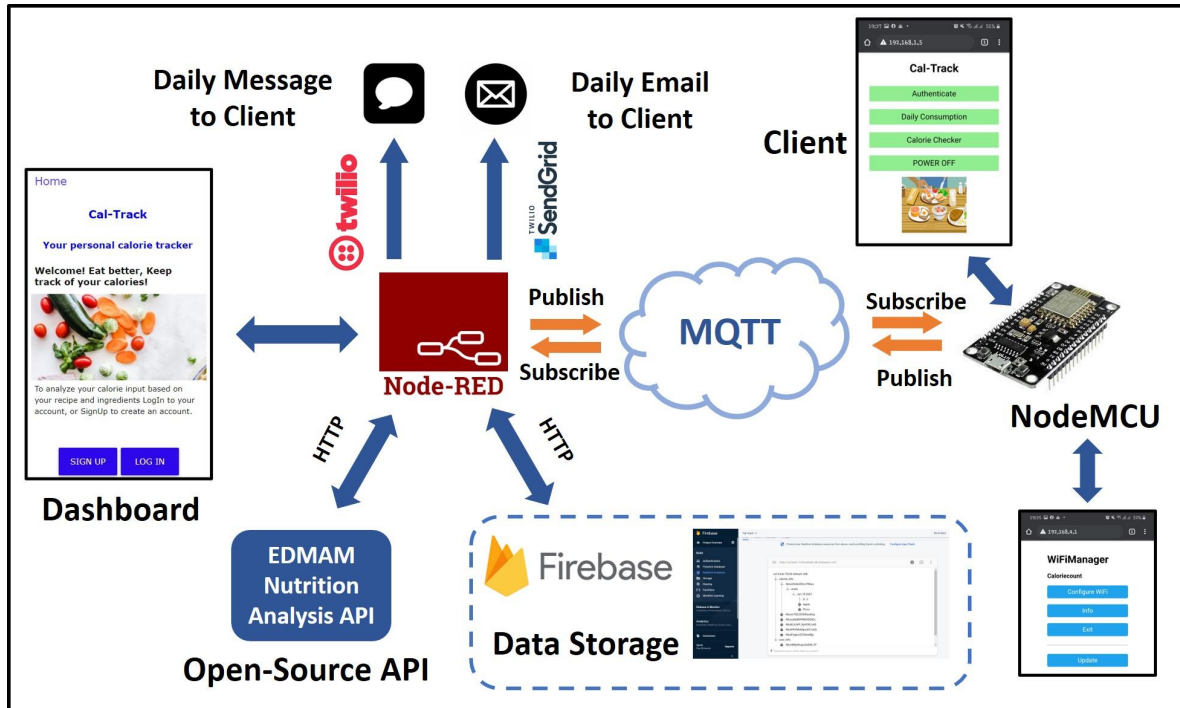 Daily Message
to Client
Daily Email
to Client
twilio
TWILIO
SendGrid
Client
192.168.1.5
Cal-Track
Authenticate
Daily Consumption
Calorie Checker
POWER OFF
Home
Cal-Track
Your personal calorie tracker
Welcome! Eat better, Keep
track of your calories!
To analyze your calorie input based on
your recipe and ingredients LogIn to your
account, or SignUp to create an account.
SIGN UP
LOG IN
Dashboard
Node-RED
Publish
Subscribe
MQTT
Subscribe
Publish
NodeMCU
HTTP
HTTP
EDMAM
Nutrition
Analysis API
Open-Source API
Firebase
Data Storage
Firebase
192.168.4.1
WiFiManager
Caloriecount
Configure WiFi
Info
Exit
Update